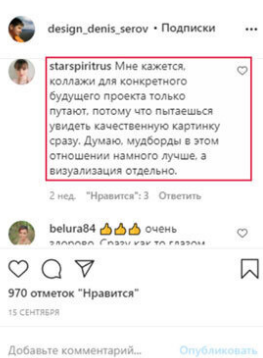 design_denis_serov • Подписки
starspiritrus Мне кажется,
коллажи для конкретного
будущего проекта только
путают, потому что пытаешься
увидеть качественную картинку
сразу. Думаю, мудборды в этом
отношении намного лучше, а
визуализация отдельно.
2 нед. "Нравится": 3 Ответить
belura84 👍👍👍 очень
здорово. Сразу как то глазом
970 отметок "Нравится"
15 СЕНТЯБРЯ
Добавьте комментарий... Опубликовать